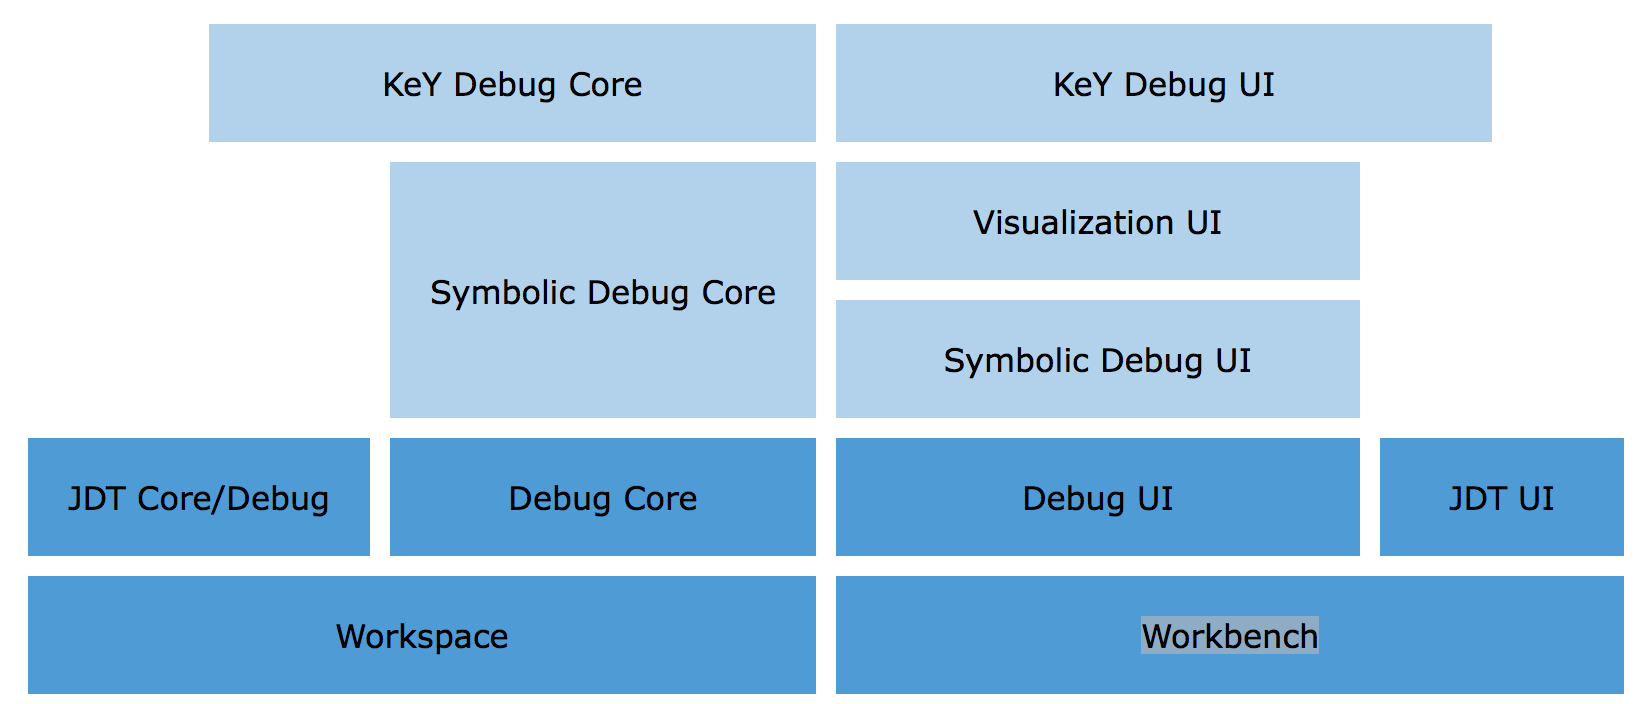 KeY Debug Core
KeY Debug UI
Visualization UI
Symbolic Debug Core
Symbolic Debug UI
JDT Core/Debug
Debug Core
Debug UI
JDT UI
Workspace
Workbench